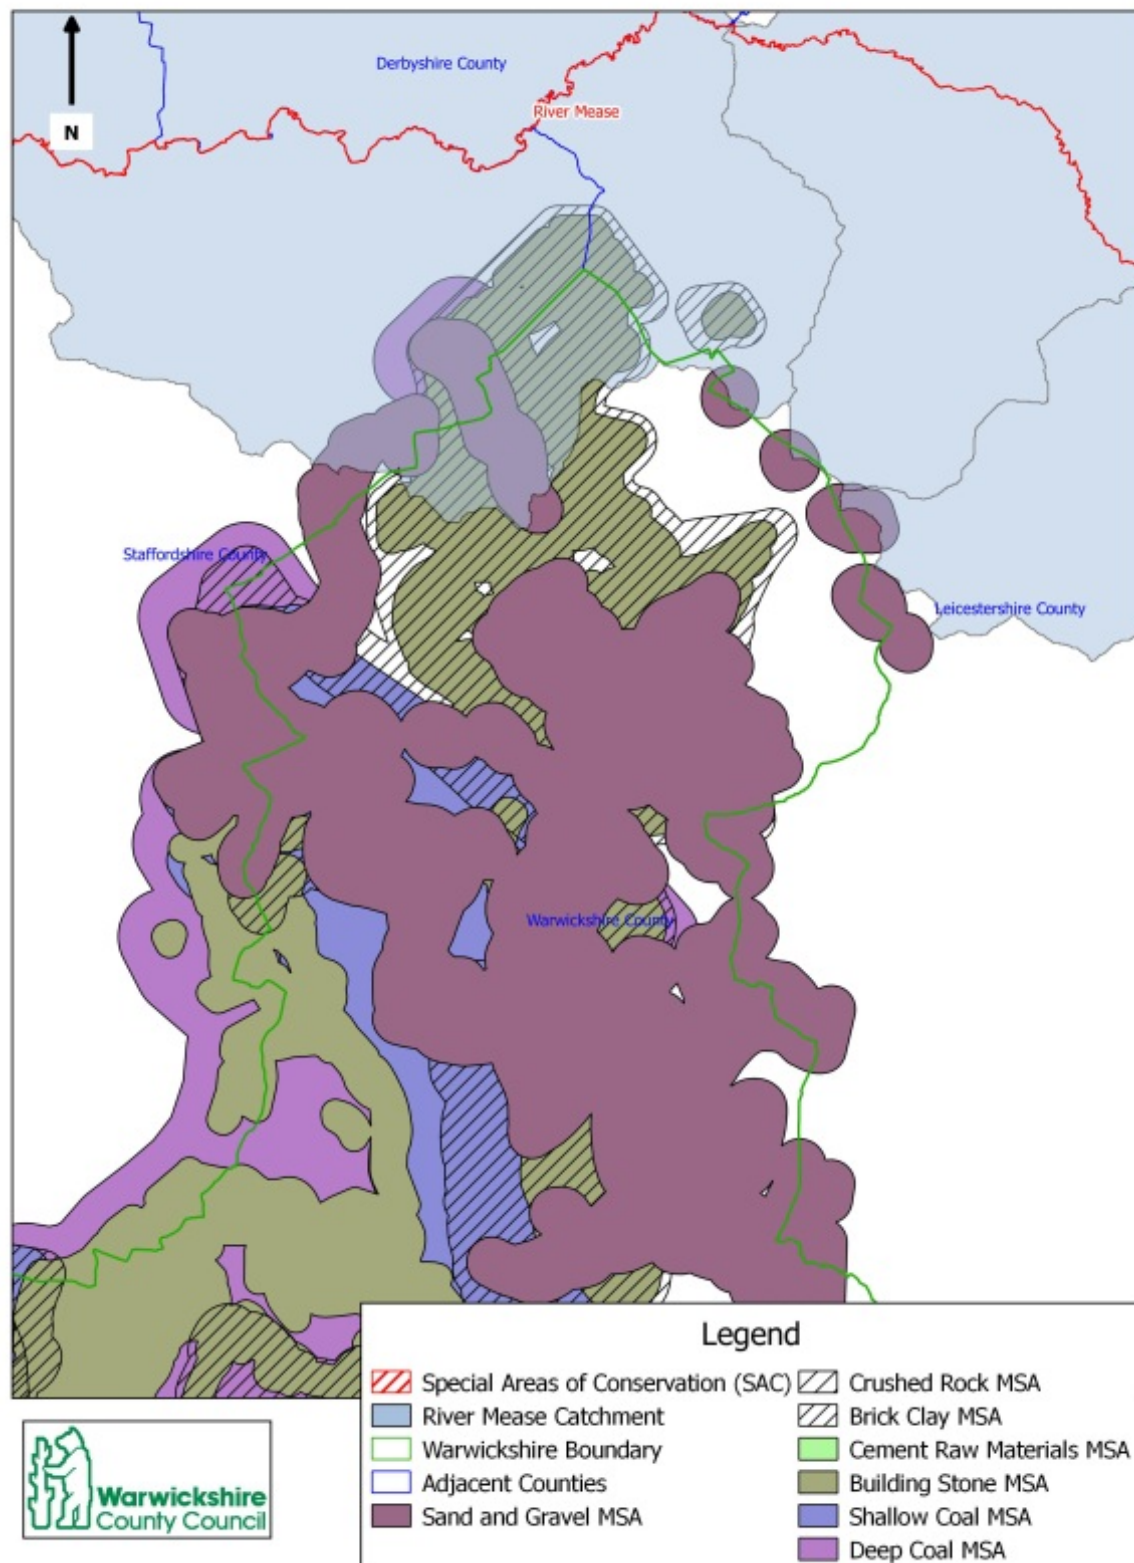 Derbyshire County
River Mease
N
Staffordshire County
Leicestershire County
Warwickshire County
Legend
Special Areas of Conservation (SAC)
River Mease Catchment
Warwickshire Boundary
Adjacent Counties
Sand and Gravel MSA
Crushed Rock MSA
Brick Clay MSA
Cement Raw Materials MSA
Building Stone MSA
Shallow Coal MSA
Deep Coal MSA
Warwickshire
County Council